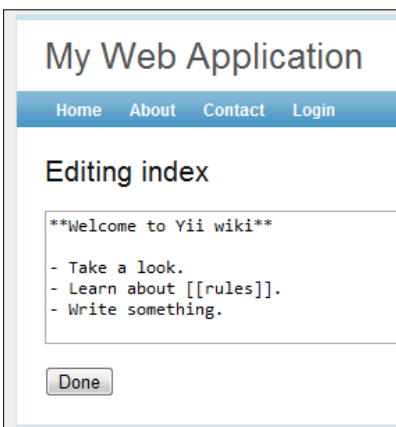 My Web Application
Home About Contact Login
Editing index
**Welcome to Yii wiki**
- Take a look.
- Learn about [[rules]].
- Write something.
Done